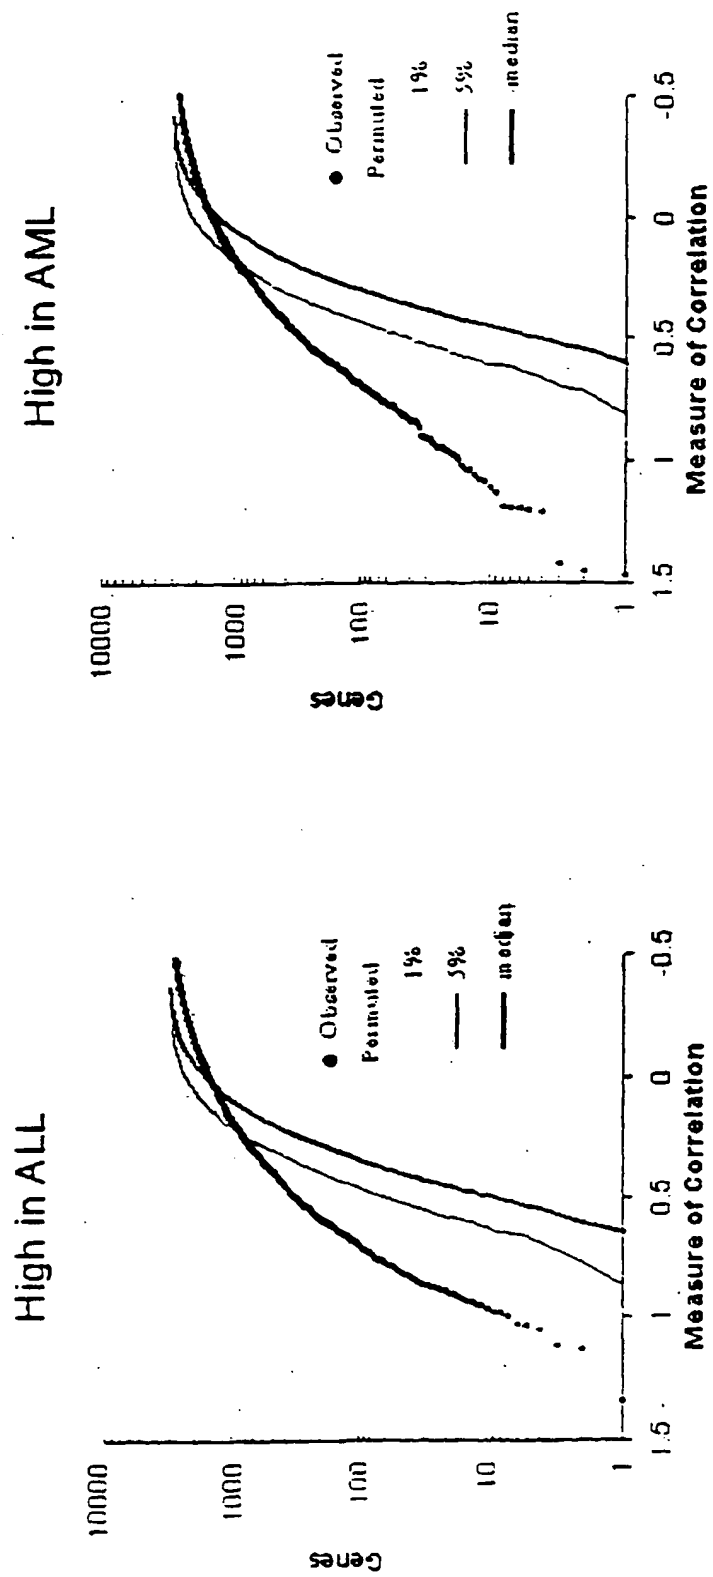 High in ALL
Genes
10000
1000
100
10
1
1.5
1
0.5
0
-0.5
Measure of Correlation
Observed
Permuted
1%
5%
median
High in AML
Genes
10000
1000
100
10
1
1.5
1
0.5
0
-0.5
Measure of Correlation
Observed
Permuted
1%
5%
median